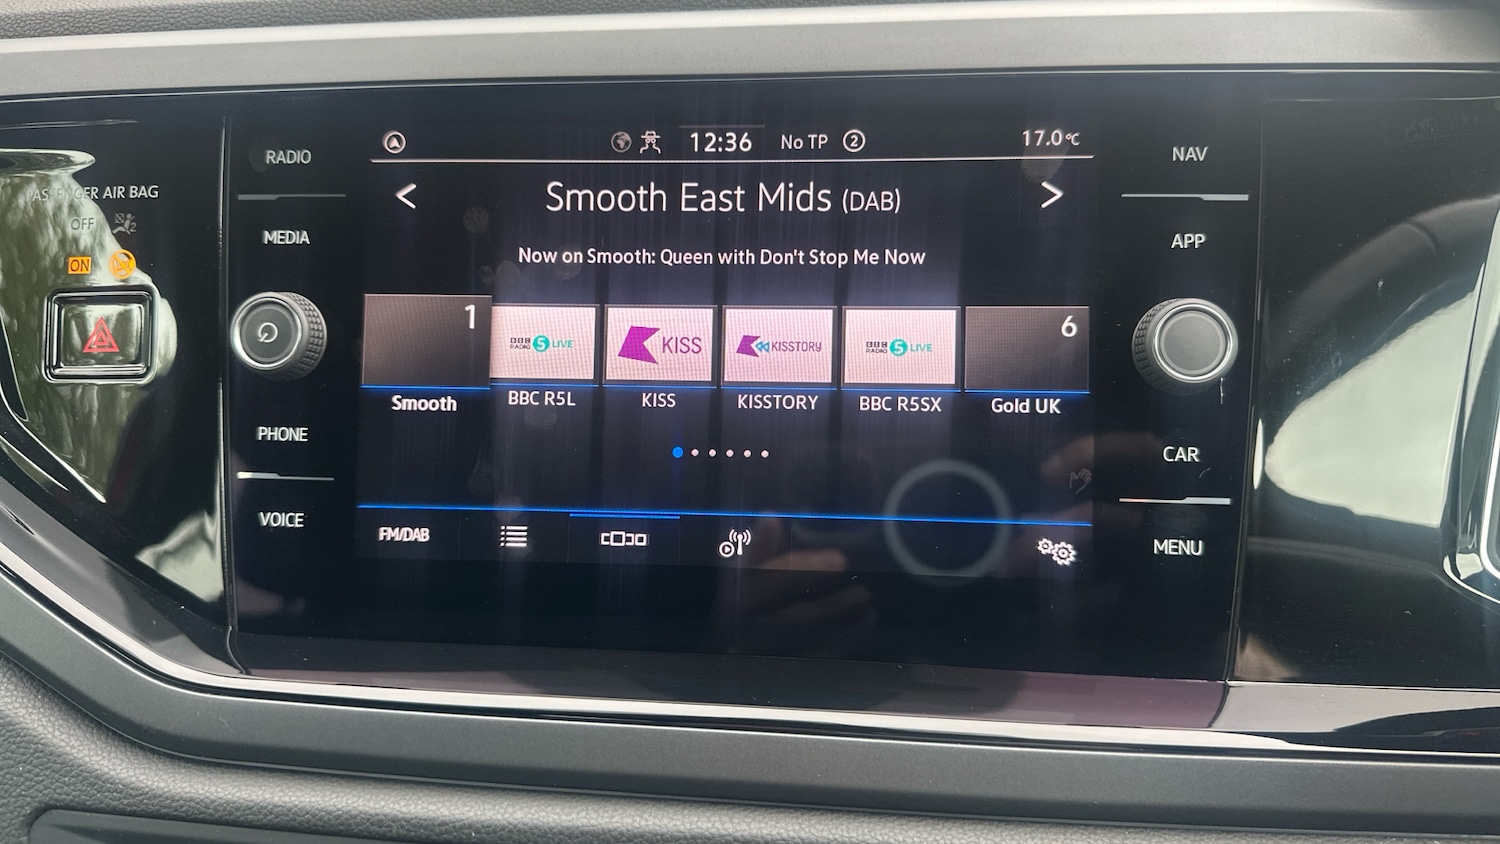 PASSENGER AIR BAG
OFF
2
ON
RADIO
MEDIA
PHONE
VOICE
12:36
No TP
2
17.0°C
Smooth East Mids (DAB)
Now on Smooth: Queen with Don't Stop Me Now
1
BBC RADIO 5 LIVE
KISS
KISSTORY
BBC RADIO 5 LIVE
6
Smooth
BBC R5L
KISS
KISSTORY
BBC R5SX
Gold UK
FM/DAB
NAV
APP
CAR
MENU